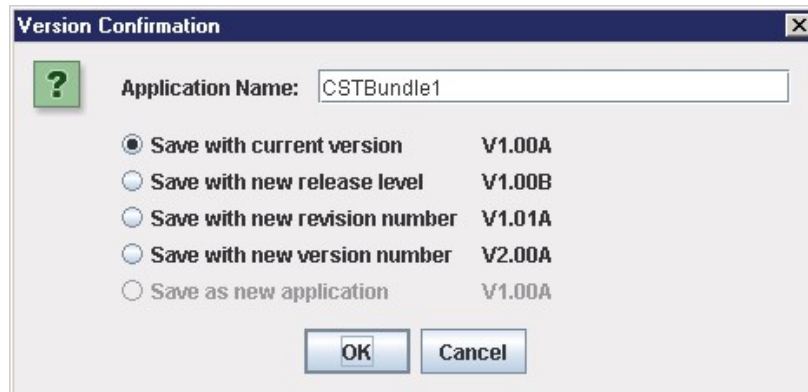 Version Confirmation
?
Application Name: CSTBundle1
Save with current version V1.00A
Save with new release level V1.00B
Save with new revision number V1.01A
Save with new version number V2.00A
Save as new application V1.00A
OK Cancel